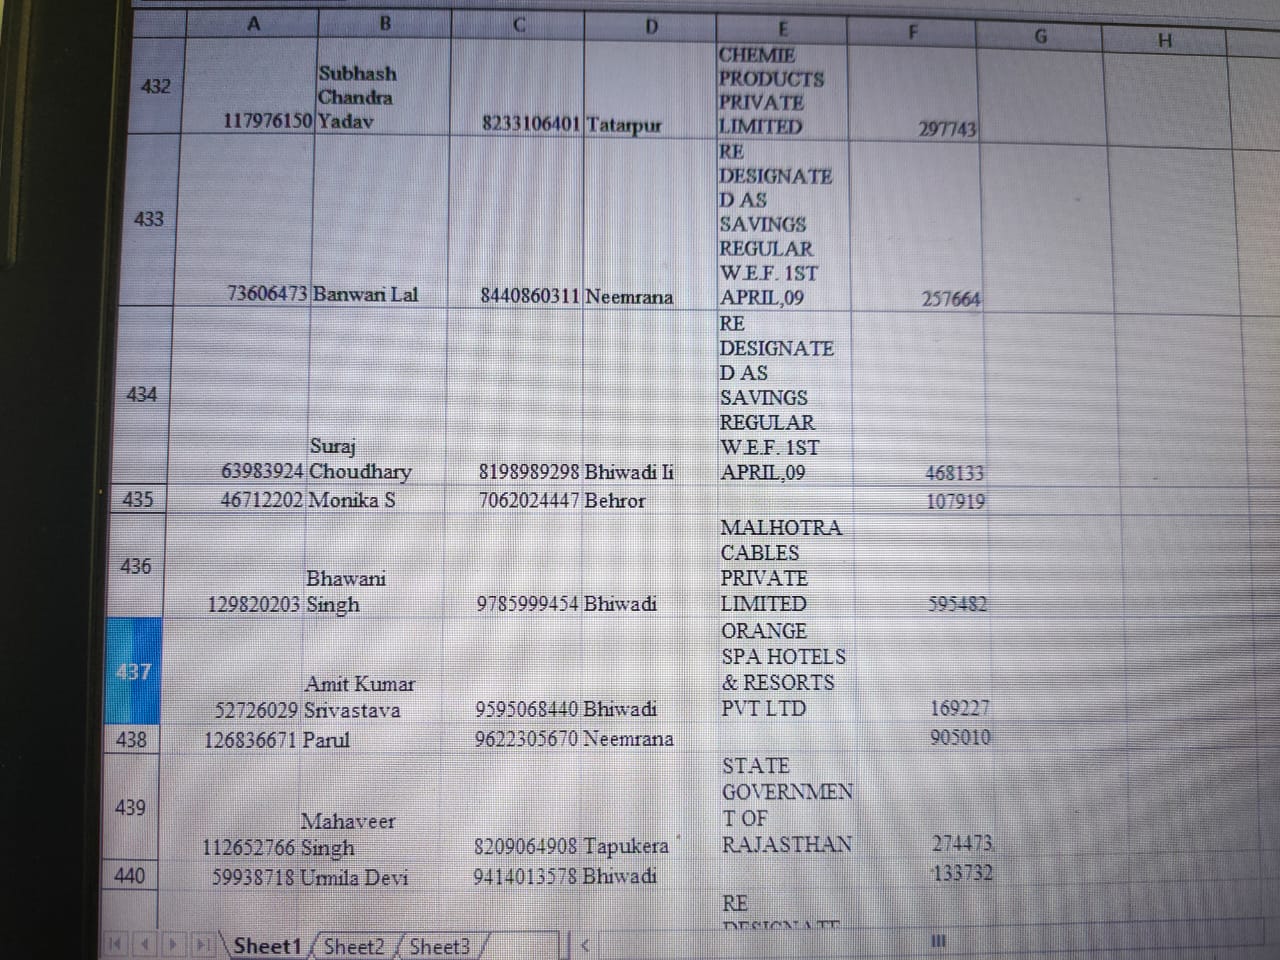 A B C D E F G H
432 117976150 Subhash Chandra Yadav 8233106401 Tatarpur CHEMIE PRODUCTS PRIVATE LIMITED 297743
433 73606473 Banwari Lal 8440860311 Neemrana RE DESIGNATE D AS SAVINGS REGULAR W.E.F. 1ST APRIL,09 257664
434 63983924 Suraj Choudhary 8198989298 Bhiwadi Ii RE DESIGNATE D AS SAVINGS REGULAR W.E.F. 1ST APRIL,09 468133
435 46712202 Monika S 7062024447 Behror 107919
436 129820203 Bhawani Singh 9785999454 Bhiwadi MALHOTRA CABLES PRIVATE LIMITED 595482
437 52726029 Amit Kumar Srivastava 9595068440 Bhiwadi ORANGE SPA HOTELS & RESORTS PVT LTD 169227
438 126836671 Parul 9622305670 Neemrana 905010
439 112652766 Mahaveer Singh 8209064908 Tapukera STATE GOVERNMEN T OF RAJASTHAN 274473
440 59938718 Urmila Devi 9414013578 Bhiwadi 133732
RE
Sheet1 Sheet2 Sheet3